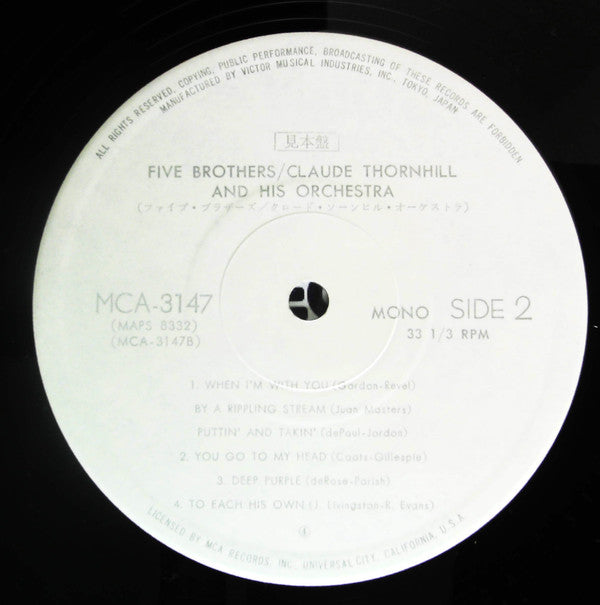 ALL RIGHTS RESERVED, COPYING, PUBLIC PERFORMANCE, BROADCASTING OF THESE RECORDS ARE FORBIDDEN
MANUFACTURED BY VICTOR MUSICAL INDUSTRIES, INC., TOKYO, JAPAN
見本盤
FIVE BROTHERS/CLAUDE THORNHILL
AND HIS ORCHESTRA
(ファイブ・ブラザーズ/クロード・ソーンヒル・オーケストラ)
MCA-3147
(MAPS 8332)
(MCA-3147B)
MONO SIDE 2
33 1/3 RPM
1. WHEN I'M WITH YOU (Gordon-Revel)
BY A RIPPLING STREAM (Juan Masters)
PUTTIN' AND TAKIN' (dePaul-Jordon)
2. YOU GO TO MY HEAD (Coots-Gillespie)
3. DEEP PURPLE (deRose-Parish)
4. TO EACH HIS OWN (J. Livingston-R. Evans)
LICENSED BY MCA RECORDS, INC., UNIVERSAL CITY, CALIFORNIA, U.S.A.